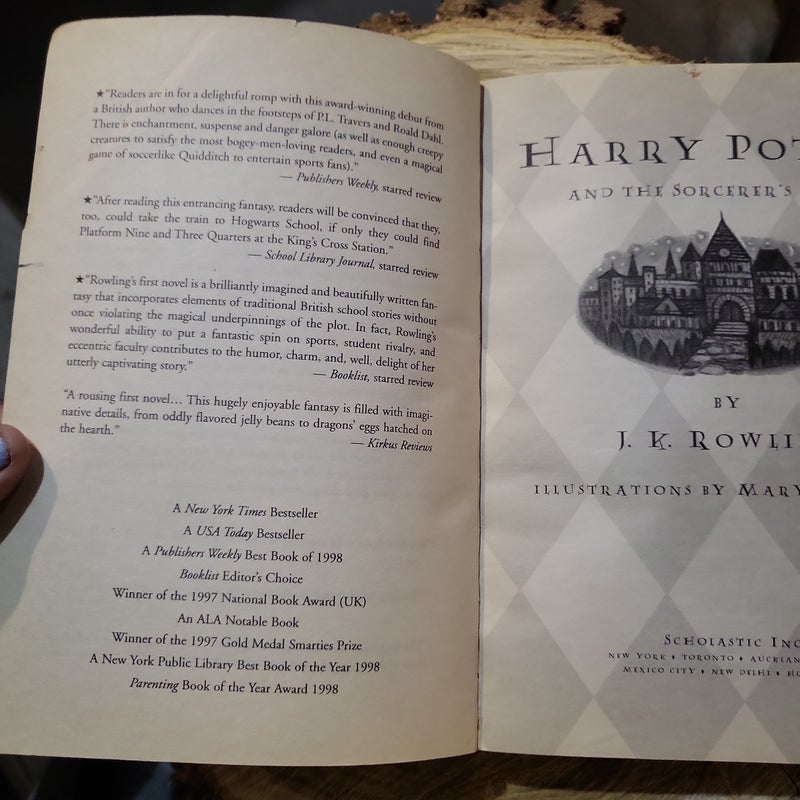 ★"Readers are in for a delightful romp with this award-winning debut from
a British author who dances in the footsteps of P.L. Travers and Roald Dahl.
There is enchantment, suspense and danger galore (as well as enough creepy
creatures to satisfy the most bogey-men-loving readers, and even a magical
game of soccerlike Quidditch to entertain sports fans)."
— Publishers Weekly, starred review
★"After reading this entrancing fantasy, readers will be convinced that they,
too, could take the train to Hogwarts School, if only they could find
Platform Nine and Three Quarters at the King's Cross Station."
— School Library Journal, starred review
★"Rowling's first novel is a brilliantly imagined and beautifully written fan-
tasy that incorporates elements of traditional British school stories without
once violating the magical underpinnings of the plot. In fact, Rowling's
wonderful ability to put a fantastic spin on sports, student rivalry, and
eccentric faculty contributes to the humor, charm, and, well, delight of her
utterly captivating story."
— Booklist, starred review
"A rousing first novel... This hugely enjoyable fantasy is filled with imagi-
native details, from oddly flavored jelly beans to dragons' eggs hatched on
the hearth."
— Kirkus Reviews
A New York Times Bestseller
A USA Today Bestseller
A Publishers Weekly Best Book of 1998
Booklist Editor's Choice
Winner of the 1997 National Book Award (UK)
An ALA Notable Book
Winner of the 1997 Gold Medal Smarties Prize
A New York Public Library Best Book of the Year 1998
Parenting Book of the Year Award 1998
HARRY POT
AND THE SORCERER'S
BY
J. K. ROWLI
ILLUSTRATIONS BY MARY
SCHOLASTIC INC
NEW YORK ♦ TORONTO ♦ AUCKLAN
MEXICO CITY ♦ NEW DELHI ♦ HO